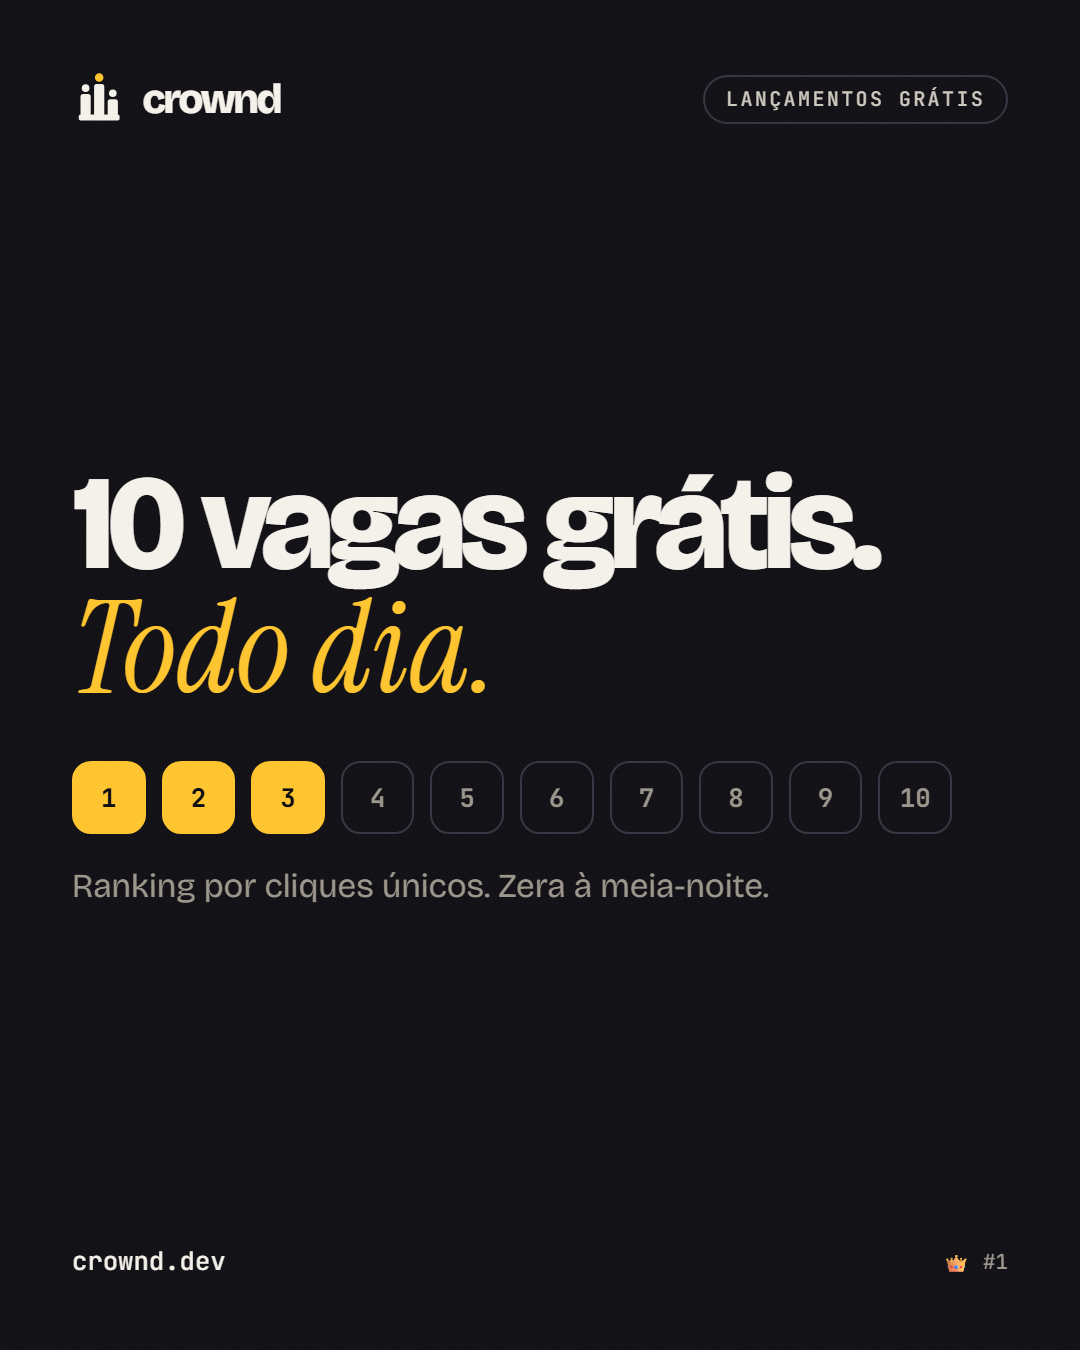 crownd
LANÇAMENTOS GRÁTIS
10 vagas grátis.
Todo dia.
1 2 3 4 5 6 7 8 9 10
Ranking por cliques únicos. Zera à meia-noite.
crownd.dev
#1